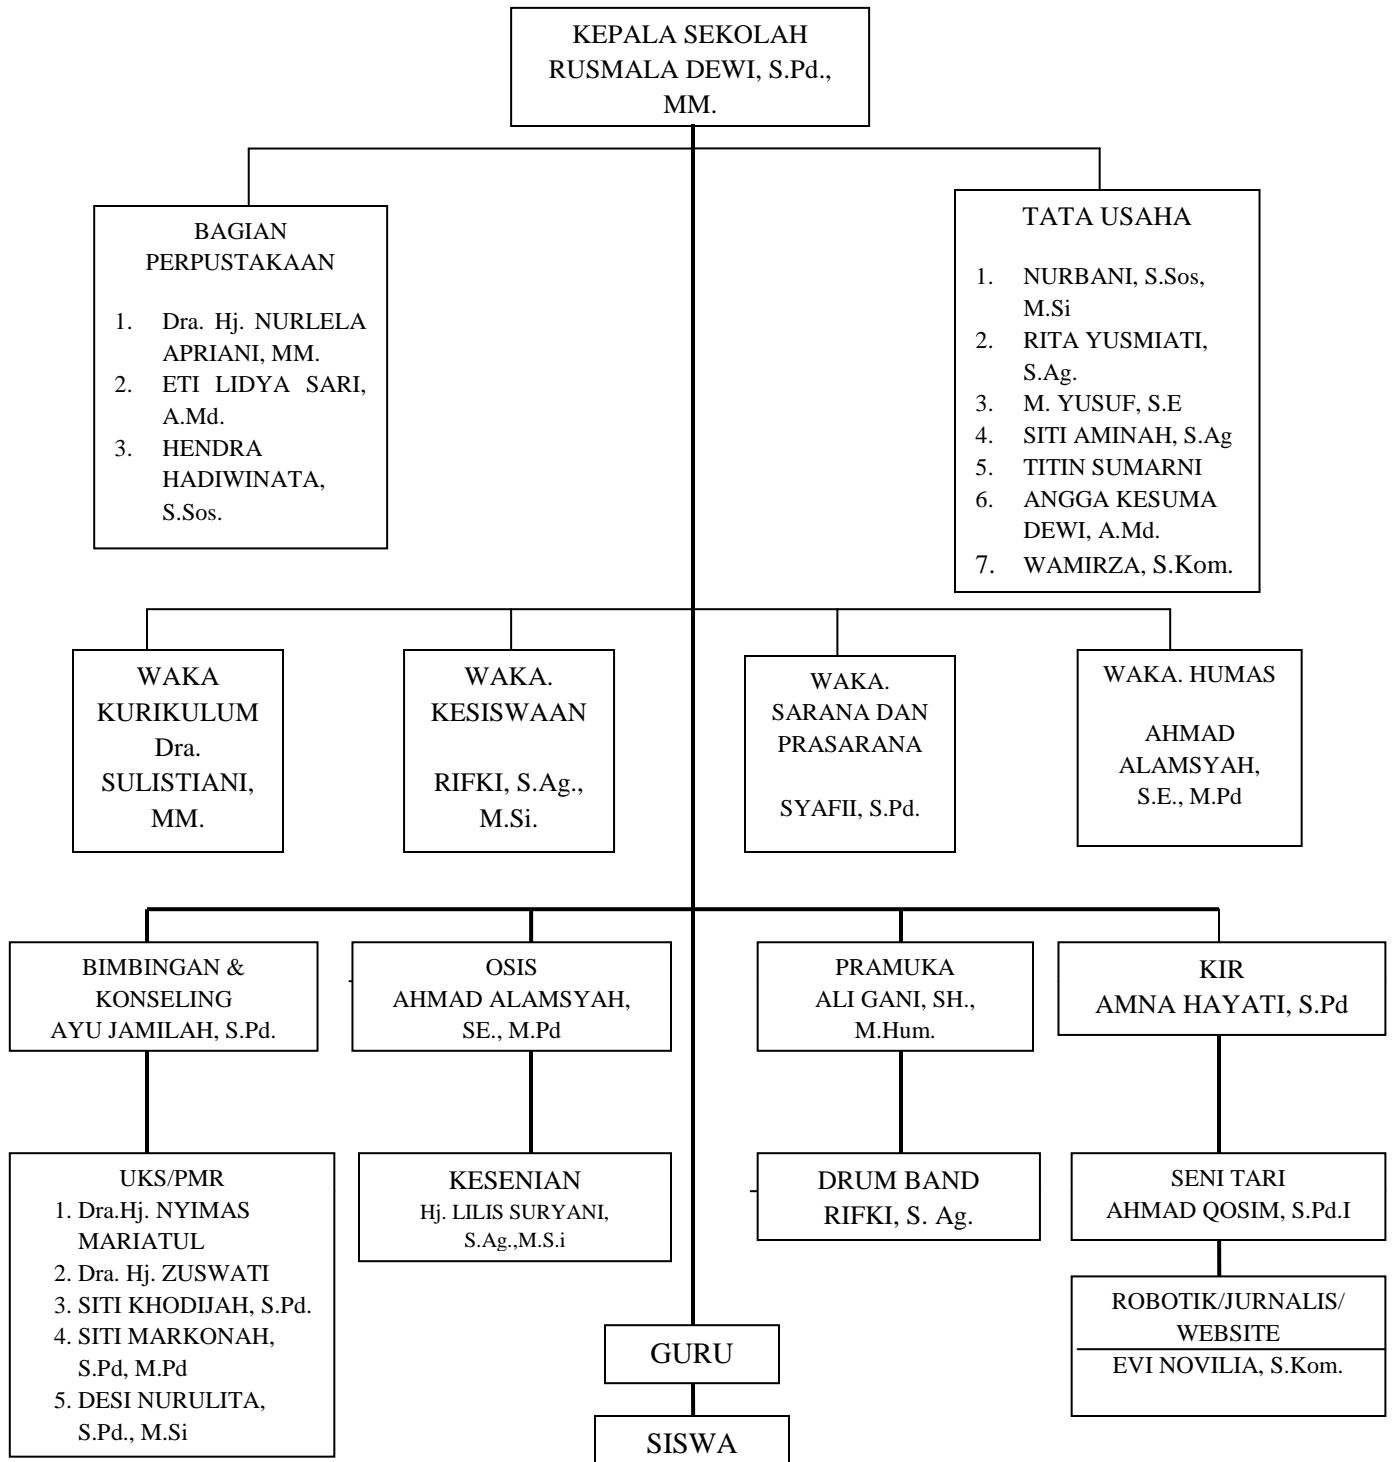 KEPALA SEKOLAH
RUSMALA DEWI, S.Pd.,
MM.
BAGIAN
PERPUSTAKAAN
1. Dra. Hj. NURLELA
APRIANI, MM.
2. ETI LIDYA SARI,
A.Md.
3. HENDRA
HADIWINATA,
S.Sos.
TATA USAHA
1. NURBANI, S.Sos,
M.Si
2. RITA YUSMIATI,
S.Ag.
3. M. YUSUF, S.E
4. SITI AMINAH, S.Ag
5. TITIN SUMARNI
6. ANGGA KESUMA
DEWI, A.Md.
7. WAMIRZA, S.Kom.
WAKA
KURIKULUM
Dra.
SULISTIANI,
MM.
WAKA.
KESISWAAN
RIFKI, S.Ag.,
M.Si.
WAKA.
SARANA DAN
PRASARANA
SYAFII, S.Pd.
WAKA. HUMAS
AHMAD
ALAMSYAH,
S.E., M.Pd
BIMBINGAN &
KONSELING
AYU JAMILAH, S.Pd.
OSIS
AHMAD ALAMSYAH,
SE., M.Pd
PRAMUKA
ALI GANI, SH.,
M.Hum.
KIR
AMNA HAYATI, S.Pd
UKS/PMR
1. Dra.Hj. NYIMAS
MARIATUL
2. Dra. Hj. ZUSWATI
3. SITI KHODIJAH, S.Pd.
4. SITI MARKONAH,
S.Pd, M.Pd
5. DESI NURULITA,
S.Pd., M.Si
KESENIAN
Hj. LILIS SURYANI,
S.Ag.,M.S.i
DRUM BAND
RIFKI, S. Ag.
SENI TARI
AHMAD QOSIM, S.Pd.I
ROBOTIK/JURNALIS/
WEBSITE
EVI NOVILIA, S.Kom.
GURU
SISWA